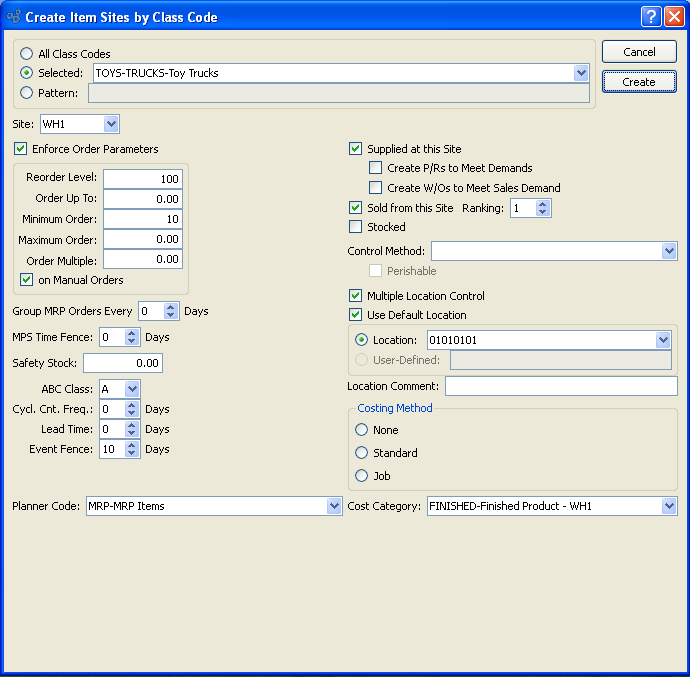 Create Item Sites by Class Code
All Class Codes
Selected: TOYS-TRUCKS-Toy Trucks
Pattern:
Cancel
Create
Site: WH1
Enforce Order Parameters
Reorder Level: 100
Order Up To: 0.00
Minimum Order: 10
Maximum Order: 0.00
Order Multiple: 0.00
on Manual Orders
Group MRP Orders Every 0 Days
MPS Time Fence: 0 Days
Safety Stock: 0.00
ABC Class: A
Cycl. Cnt. Freq.: 0 Days
Lead Time: 0 Days
Event Fence: 10 Days
Planner Code: MRP-MRP Items
Supplied at this Site
Create P/Rs to Meet Demands
Create W/Os to Meet Sales Demand
Sold from this Site Ranking: 1
Stocked
Control Method:
Perishable
Multiple Location Control
Use Default Location
Location: 01010101
User-Defined:
Location Comment:
Costing Method
None
Standard
Job
Cost Category: FINISHED-Finished Product - WH1